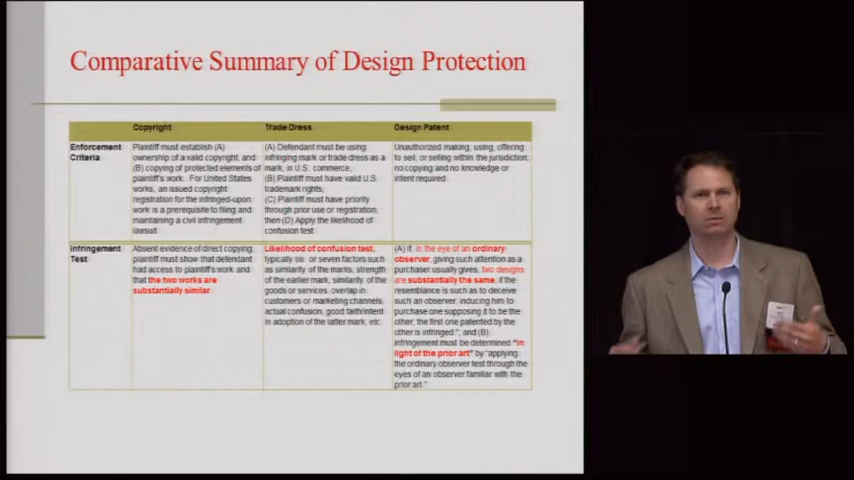 Comparative Summary of Design Protection
Copyright
Trade Dress
Design Patent
Enforcement
Criteria
Plaintiff must establish (A)
ownership of a valid copyright, and
(B) copying of protected elements of
plaintiff's work. For United States
works, an issued copyright
registration for the infringed-upon
work is a prerequisite to filing and
maintaining a civil infringement
lawsuit
(A) Defendant must be using
infringing mark or trade dress as a
mark, in U.S. commerce,
(B) Plaintiff must have valid U.S.
trademark rights,
(C) Plaintiff must have priority
through prior use or registration,
then (D) Apply the likelihood of
confusion test
Unauthorized making, using, offering
to sell, or selling within the jurisdiction;
no copying and no knowledge or
intent required
Infringement
Test
Absent evidence of direct copying,
plaintiff must show that defendant
had access to plaintiff's work and
that the two works are
substantially similar.
Likelihood of confusion test,
typically six or seven factors such
as similarity of the marks, strength
of the earlier mark, similarity of the
goods or services, overlap in
customers or marketing channels,
actual confusion, good faith/intent
in adoption of the latter mark, etc.
(A) if, in the eye of an ordinary
observer, giving such attention as a
purchaser usually gives, two designs
are substantially the same, if the
resemblance is such as to deceive
such an observer, inducing him to
purchase one supposing it to be the
other, the first one patented by the
other is infringed"; and (B)
infringement must be determined "in
light of the prior art" by "applying
the ordinary observer test through the
eyes of an observer familiar with the
prior art."